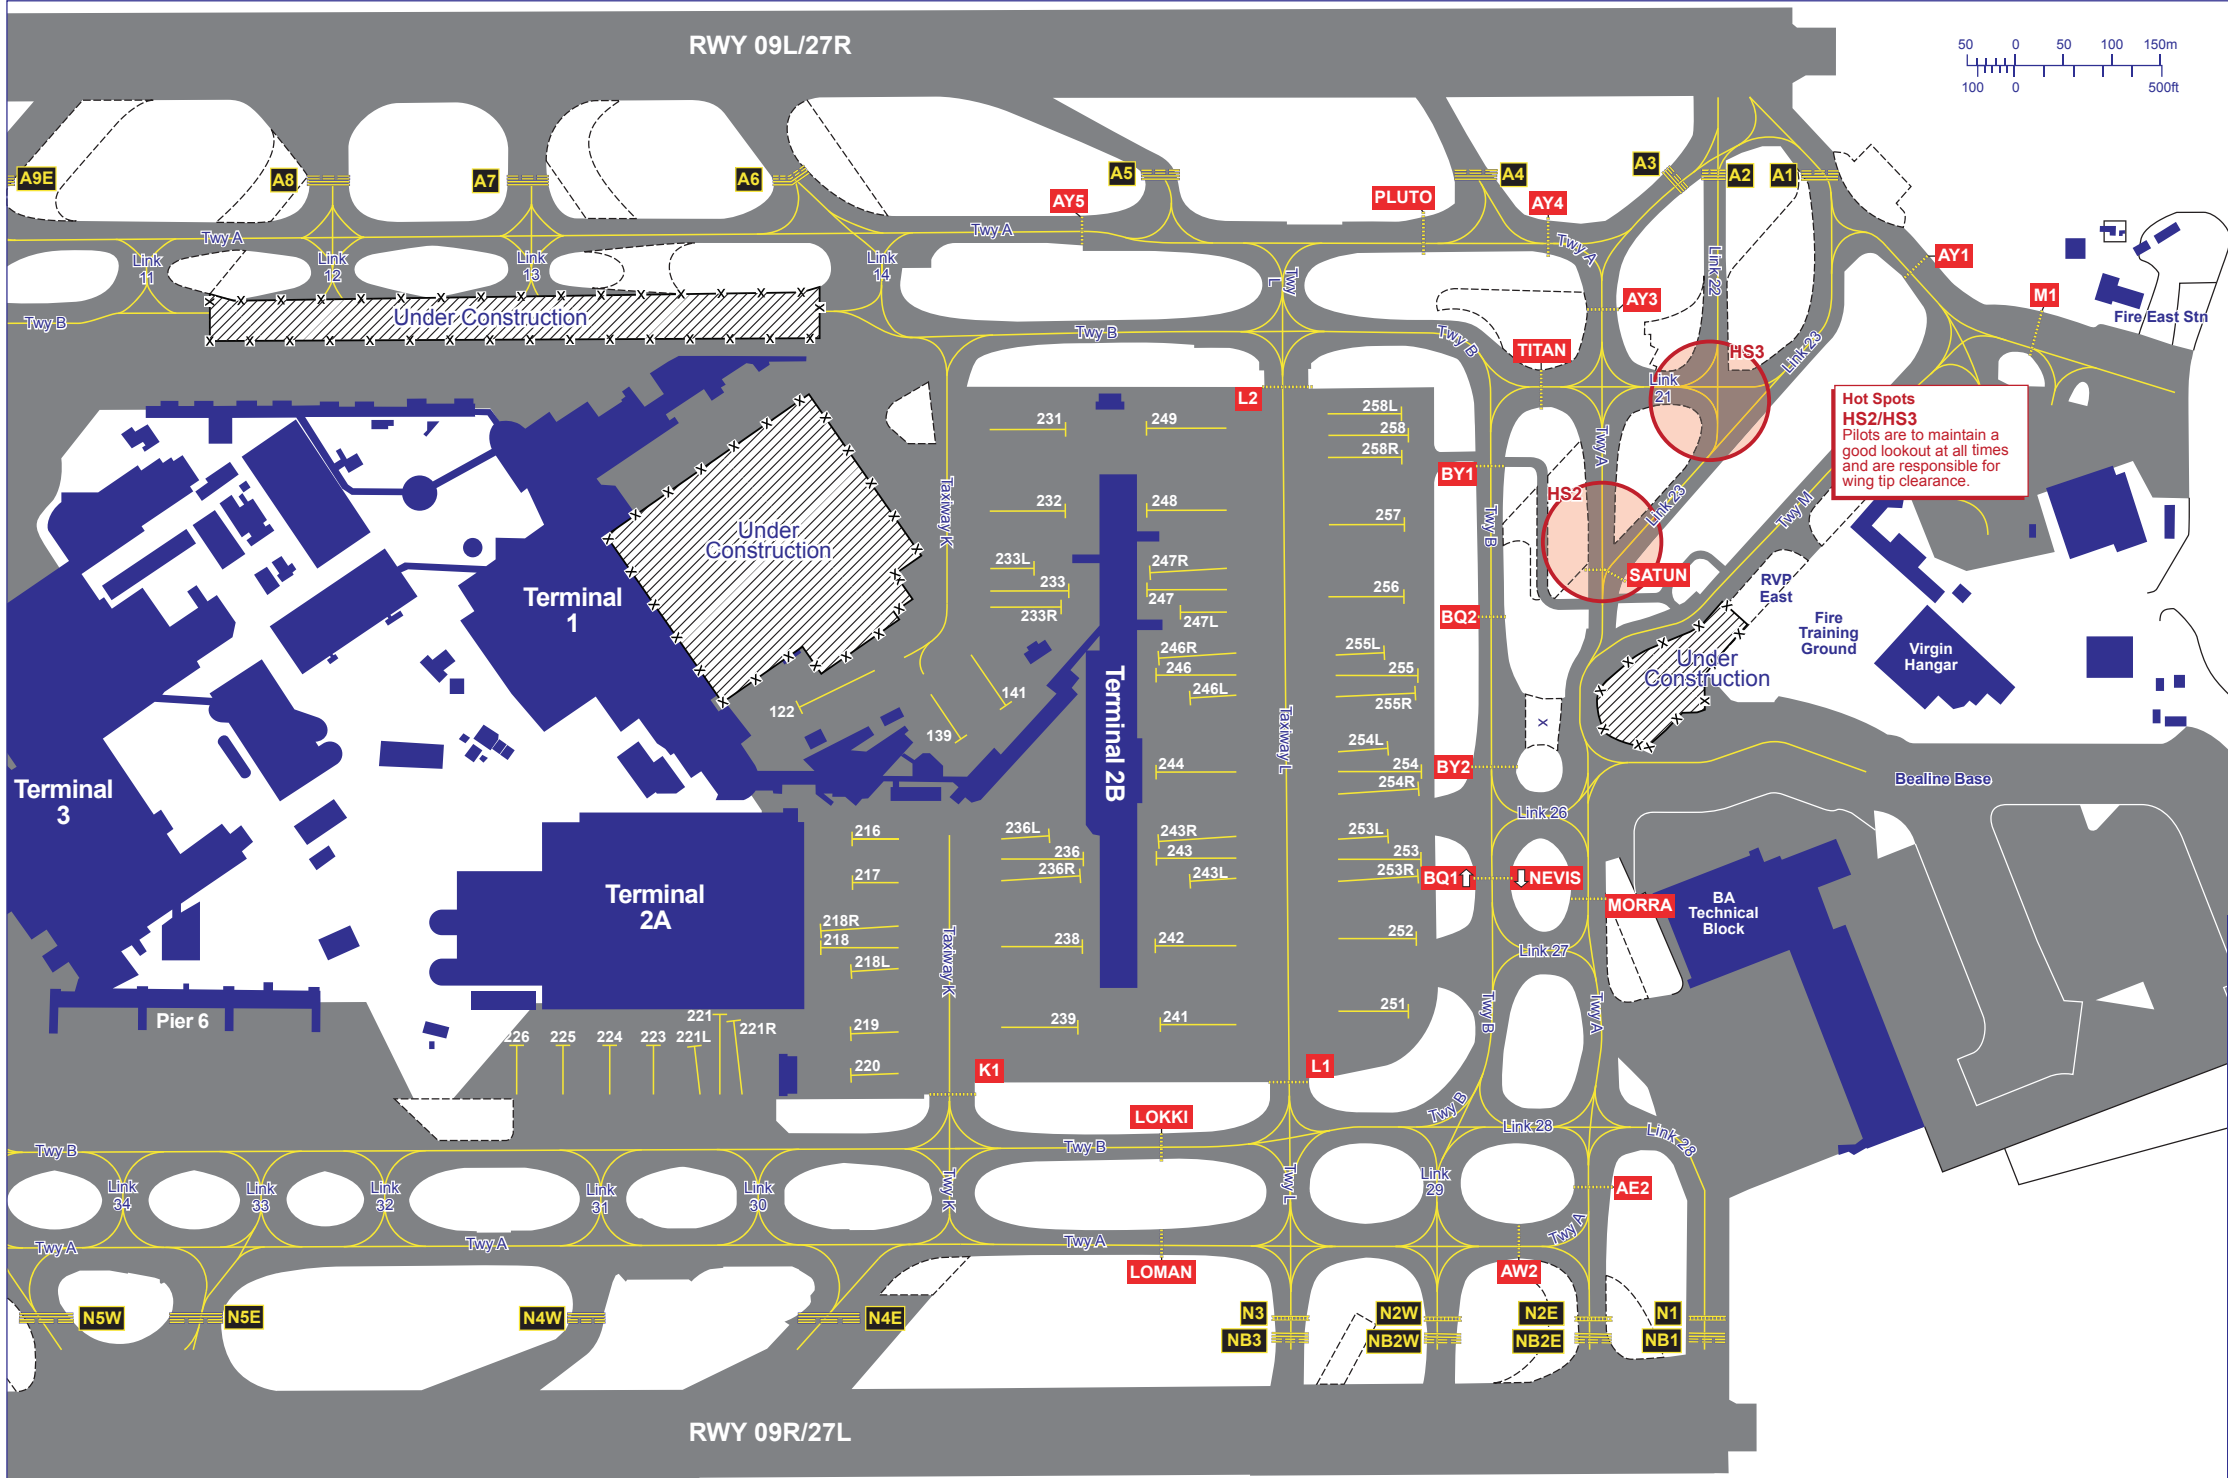 RWY 09L/27R
50 0 50 100 150m
100 0 500ft
A9E
A8
A7
A6
A5
A4
A3
A2
A1
AY5
PLUTO
AY4
Twy A
Twy A
Twy A
Link
11
Link
12
Link
13
Link
14
Twy
L
Link 22
AY1
AY3
M1
Fire East Stn
Twy B
Under Construction
Twy B
Twy B
TITAN
HS3
Link
21
Link 23
Hot Spots
HS2/HS3
Pilots are to maintain a
good lookout at all times
and are responsible for
wing tip clearance.
L2
231
249
258L
258
258R
BY1
Twy A
HS2
Link 23
Twy M
Taxiway K
232
248
257
Twy B
Under
Construction
233L
233
233R
247R
247
247L
256
BQ2
SATUN
RVP
East
Fire
Training
Ground
Virgin
Hangar
Terminal
1
246R
246
246L
255L
255
255R
Under
Construction
122
141
139
Terminal 2B
Taxiway L
X
244
254L
254
254R
BY2
Bealine Base
Terminal
3
Link 26
216
236L
236
236R
243R
243
243L
253L
253
253R
217
BQ1
NEVIS
MORRA
BA
Technical
Block
Terminal
2A
218R
218
218L
Taxiway K
238
242
252
Link 27
Pier 6
226
225
224
223
221L
221
221R
219
220
239
241
251
Twy B
Twy A
K1
L1
LOKKI
Twy B
Link 28
Link 28
Twy B
Twy B
Link
34
Link
33
Link
32
Link
31
Link
30
Twy K
Twy L
Link
29
AE2
Twy A
Twy A
Twy A
Twy A
LOMAN
AW2
N5W
N5E
N4W
N4E
N3
NB3
N2W
NB2W
N2E
NB2E
N1
NB1
RWY 09R/27L